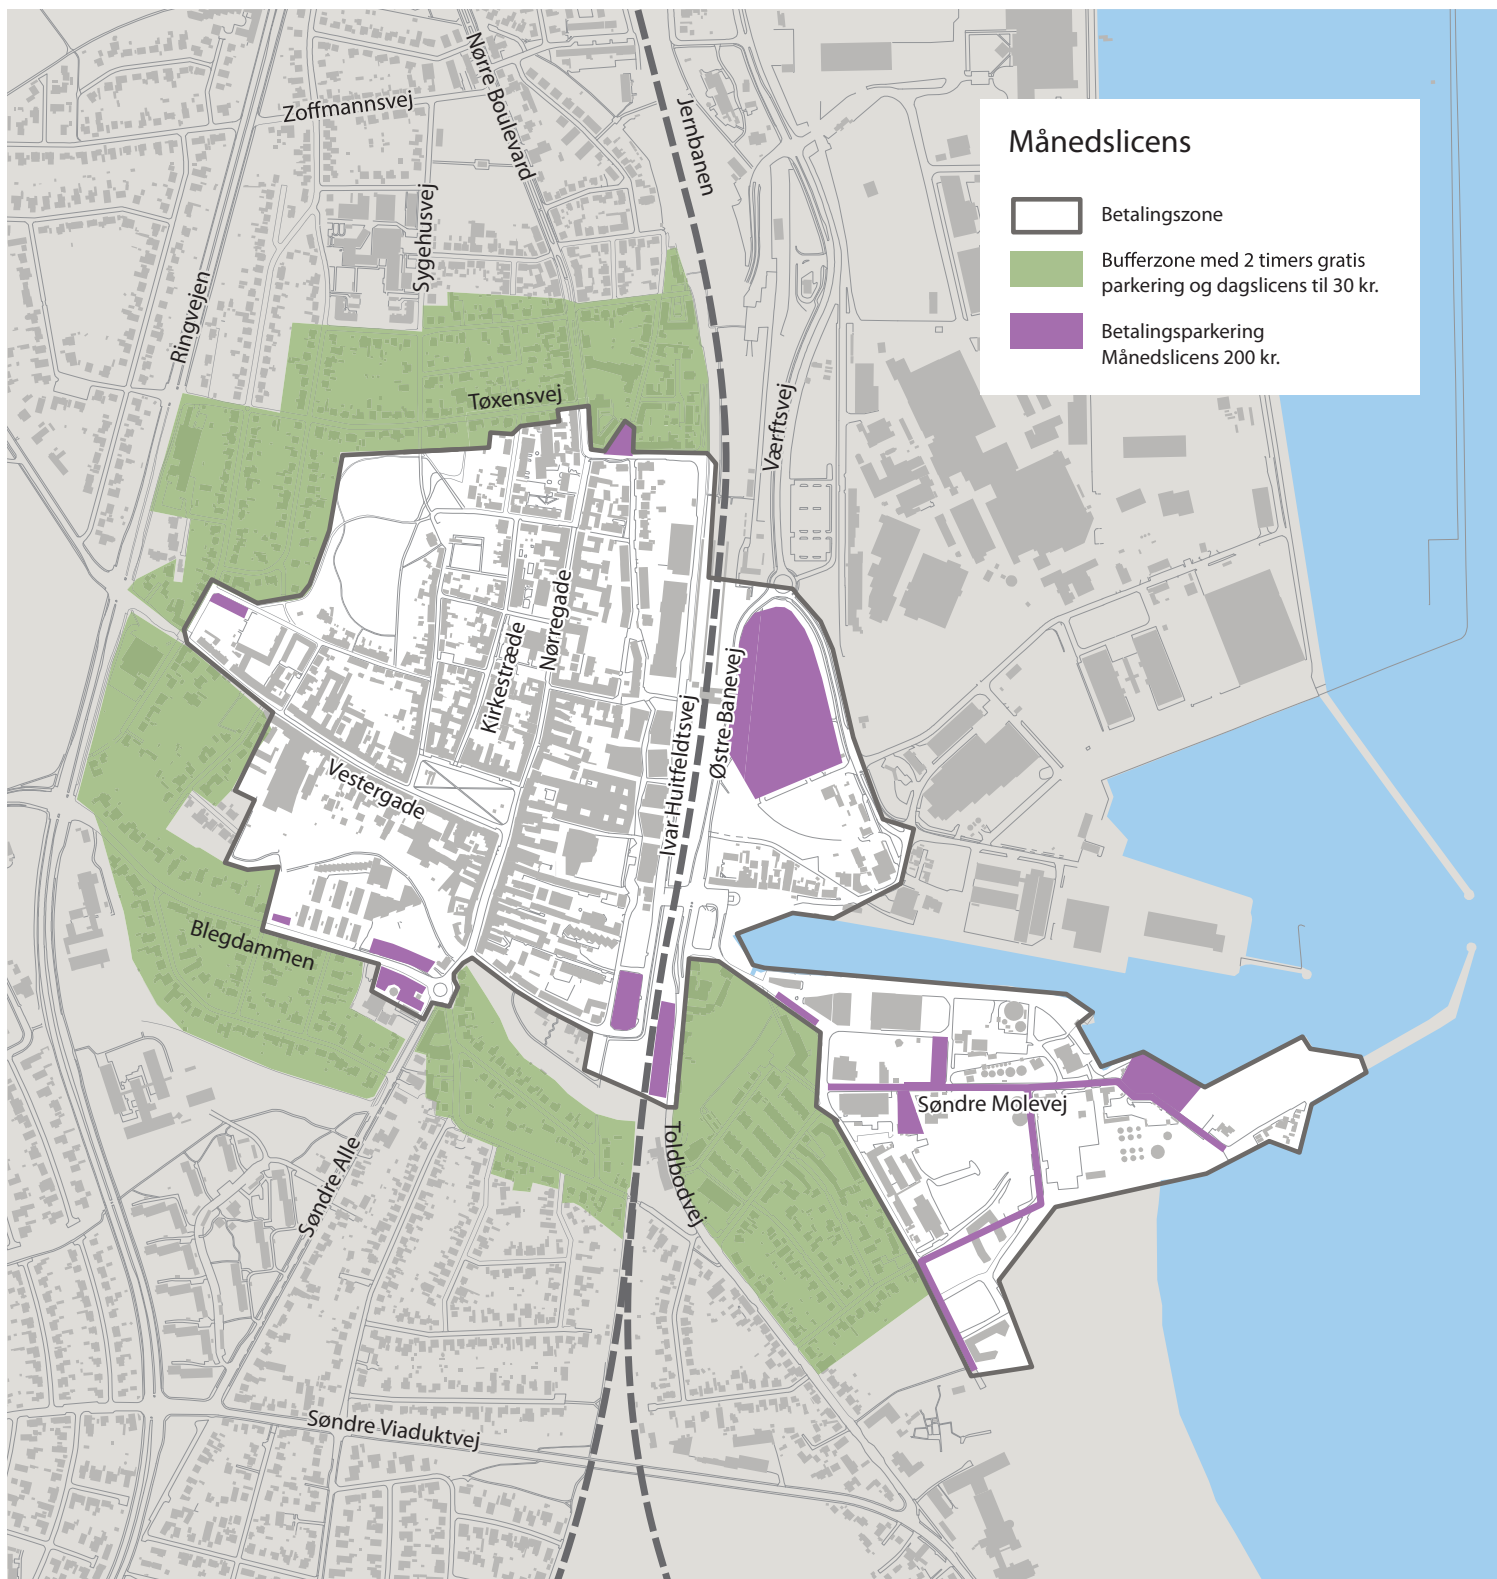 Nørre Boulevard
Zoffmannsvej
Jernbanen
Månedslicens
Betalingszone
Bufferzone med 2 timers gratis
parkering og dagslicens til 30 kr.
Betalingsparkering
Månedslicens 200 kr.
Sygehusvej
Ringvejen
Tøxensvej
Værftsvej
Nørregade
Kirkestræde
Østre Banevej
Ivar Huitfeldtsvej
Vestergade
Blegdammen
Søndre Molevej
Søndre Alle
Toldbodvej
Søndre Viaduktvej